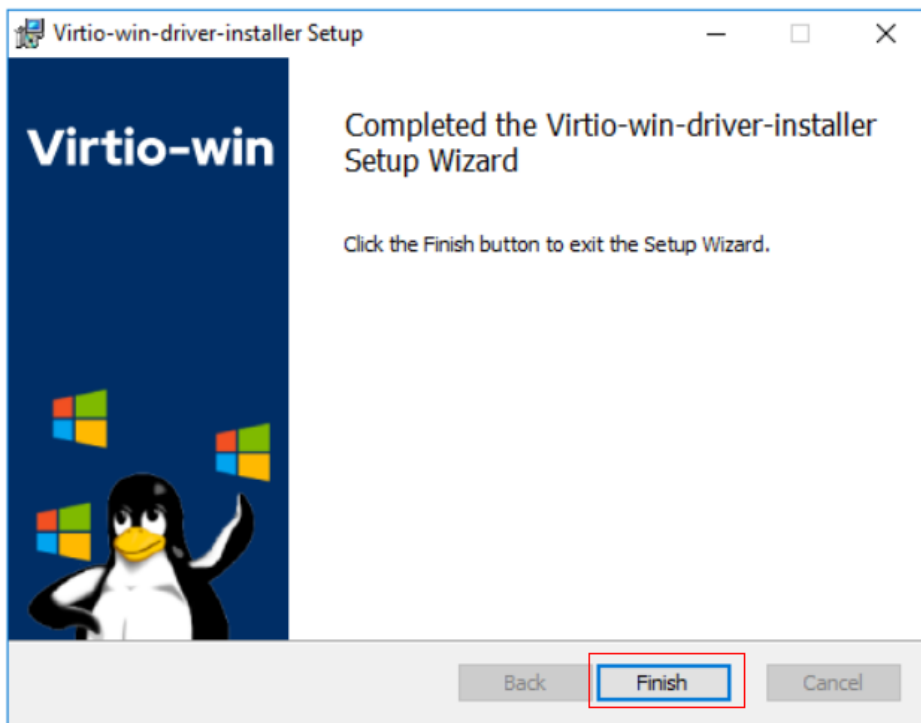 Virtio-win-driver-installer Setup
Virtio-win
Completed the Virtio-win-driver-installer
Setup Wizard
Click the Finish button to exit the Setup Wizard.
Back
Finish
Cancel